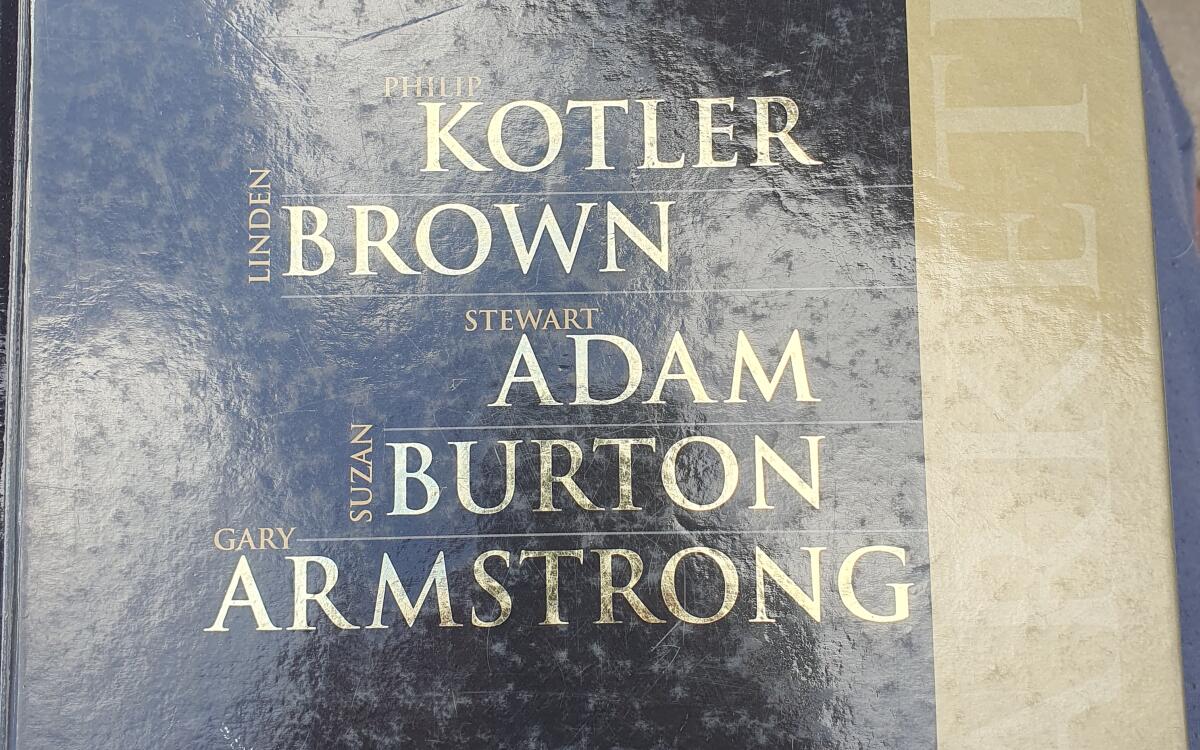 PHILIP
KOTLER
LINDEN
BROWN
STEWART
ADAM
SUZAN
BURTON
GARY
ARMSTRONG